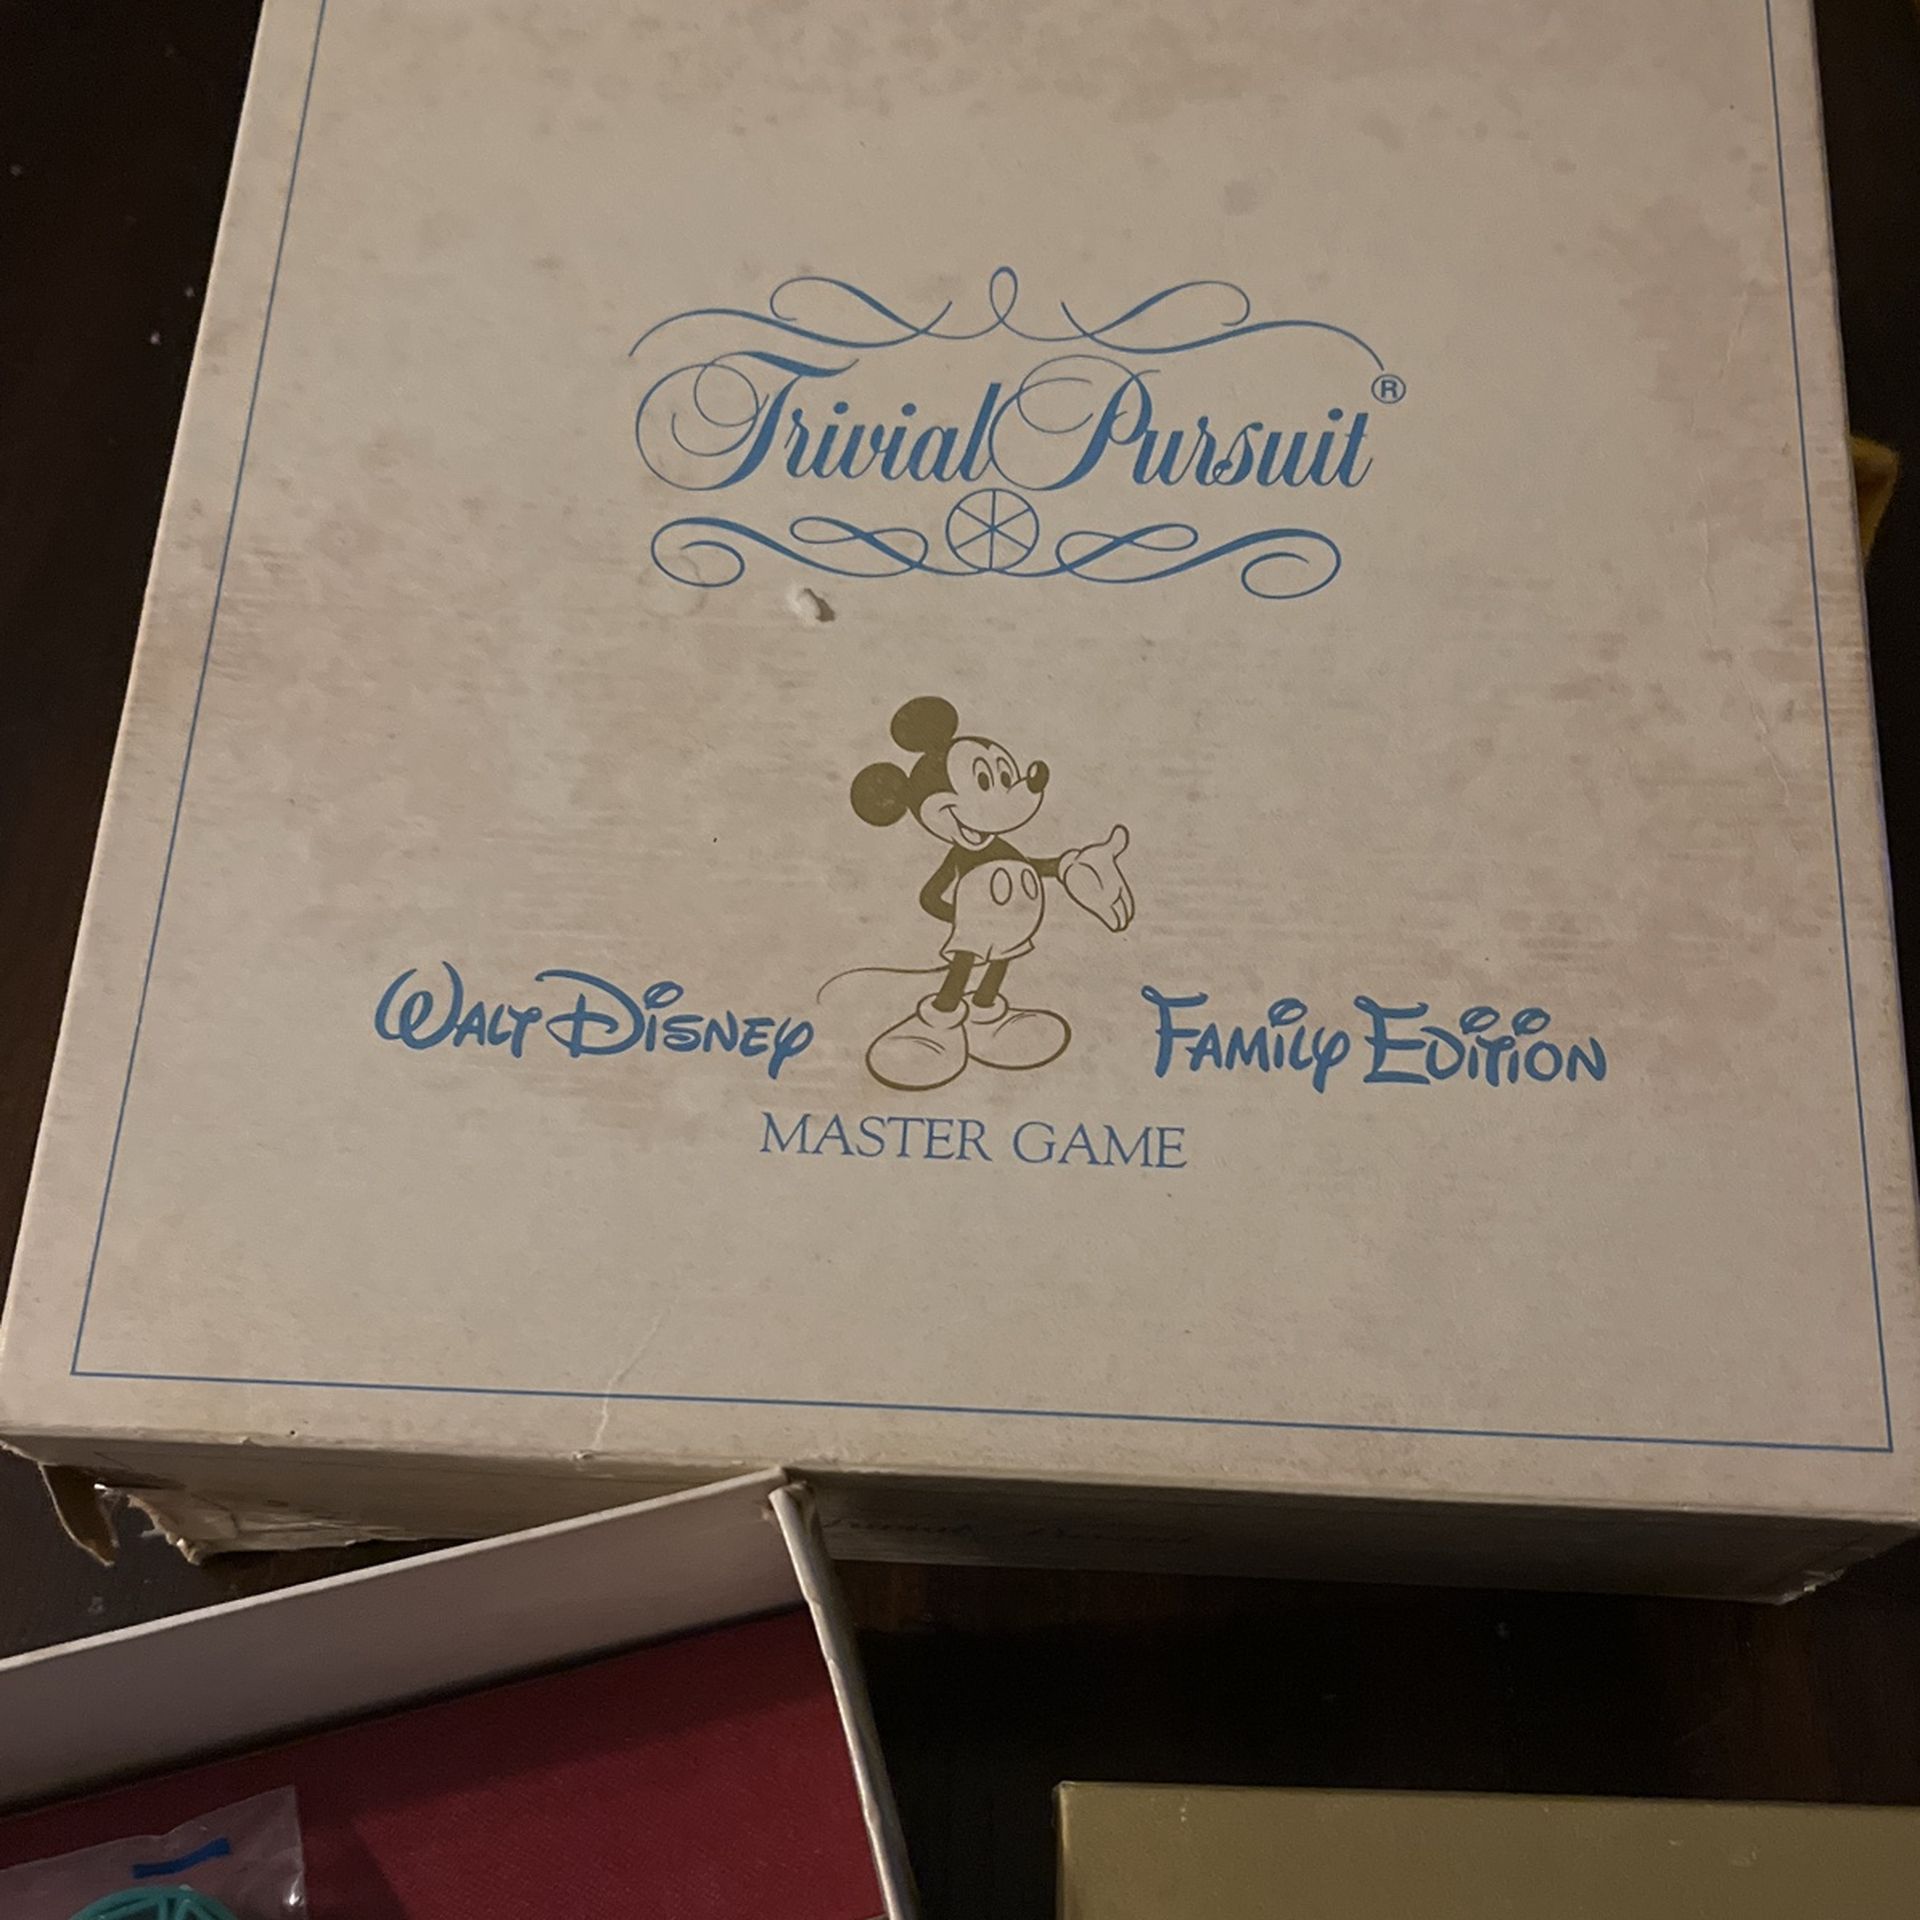 Trivial Pursuit®
Walt Disney Family Edition
MASTER GAME